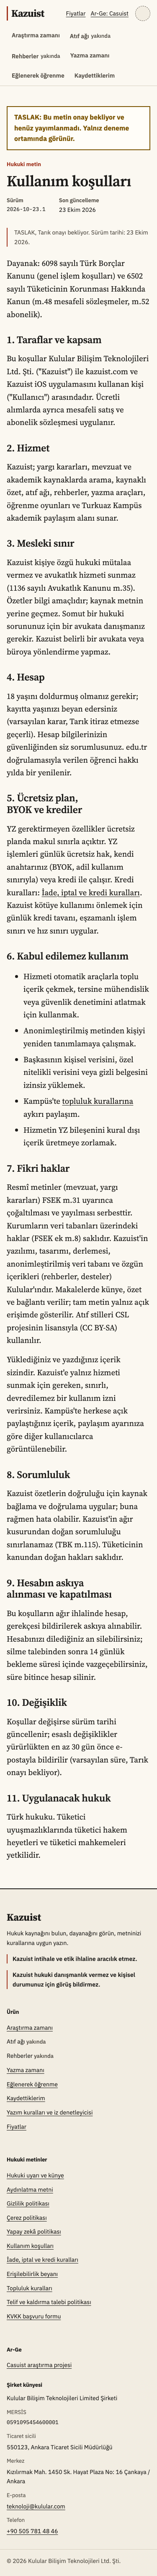 Kazuist
Fiyatlar Ar-Ge: Casuist
Araştırma zamanı Atıf ağı yakında
Rehberler yakında Yazma zamanı
Eğlenerek öğrenme Kaydettiklerim
TASLAK: Bu metin onay bekliyor ve
henüz yayımlanmadı. Yalnız deneme
ortamında görünür.
Hukuki metin
Kullanım koşulları
Sürüm Son güncelleme
2026-10-23.1 23 Ekim 2026
TASLAK, Tarık onayı bekliyor. Sürüm tarihi: 23 Ekim
2026.
Dayanak: 6098 sayılı Türk Borçlar
Kanunu (genel işlem koşulları) ve 6502
sayılı Tüketicinin Korunması Hakkında
Kanun (m.48 mesafeli sözleşmeler, m.52
abonelik).
1. Taraflar ve kapsam
Bu koşullar Kulular Bilişim Teknolojileri
Ltd. Şti. ("Kazuist") ile kazuist.com ve
Kazuist iOS uygulamasını kullanan kişi
("Kullanıcı") arasındadır. Ücretli
alımlarda ayrıca mesafeli satış ve
abonelik sözleşmesi kurulur.
2. Hizmet
Kazuist; yargı kararları, mevzuat ve
akademik kaynaklarda arama, kaynaklı
özet, atıf ağı, rehberler, yazma araçları,
öğrenme oyunları ve Turkuaz Kampüs
akademik paylaşım alanı sunar.
3. Mesleki sınır
Kazuist kişiye özgü hukuki mütalaa
vermez ve avukatlık hizmeti sunmaz
(1136 sayılı Avukatlık Kanunu m.35).
Özetler bilgi amaçlıdır; kaynak metnin
yerine geçmez. Somut bir hukuki
sorununuz için bir avukata danışmanız
gerekir. Kazuist belirli bir avukata veya
büroya yönlendirme yapmaz.
4. Hesap
18 yaşını doldurmuş olmanız gerekir;
kayıtta yaşınızı beyan edersiniz
(varsayılan karar, Tarık itiraz etmezse
geçerli). Hesap bilgilerinizin
güvenliğinden siz sorumlusunuz. edu.tr
doğrulamasıyla verilen öğrenci hakkı
yılda bir yenilenir.
5. Ücretsiz plan,
BYOK ve krediler
YZ gerektirmeyen özellikler ücretsiz
planda makul sınırla açıktır. YZ
işlemleri günlük ücretsiz hak, kendi
anahtarınız (BYOK, adil kullanım
sınırıyla) veya kredi ile çalışır. Kredi
kuralları: İade, iptal ve kredi kuralları.
Kazuist kötüye kullanımı önlemek için
günlük kredi tavanı, eşzamanlı işlem
sınırı ve hız sınırı uygular.
6. Kabul edilemez kullanım
• Hizmeti otomatik araçlarla toplu
içerik çekmek, tersine mühendislik
veya güvenlik denetimini atlatmak
için kullanmak.
• Anonimleştirilmiş metinden kişiyi
yeniden tanımlamaya çalışmak.
• Başkasının kişisel verisini, özel
nitelikli verisini veya gizli belgesini
izinsiz yüklemek.
• Kampüs'te topluluk kurallarına
aykırı paylaşım.
• Hizmetin YZ bileşenini kural dışı
içerik üretmeye zorlamak.
7. Fikri haklar
Resmî metinler (mevzuat, yargı
kararları) FSEK m.31 uyarınca
çoğaltılması ve yayılması serbesttir.
Kurumların veri tabanları üzerindeki
haklar (FSEK ek m.8) saklıdır. Kazuist'in
yazılımı, tasarımı, derlemesi,
anonimleştirilmiş veri tabanı ve özgün
içerikleri (rehberler, desteler)
Kulular'ındır. Makalelerde künye, özet
ve bağlantı verilir; tam metin yalnız açık
erişimde gösterilir. Atıf stilleri CSL
projesinin lisansıyla (CC BY-SA)
kullanılır.
Yüklediğiniz ve yazdığınız içerik
sizindir. Kazuist'e yalnız hizmeti
sunmak için gereken, sınırlı,
devredilemez bir kullanım izni
verirsiniz. Kampüs'te herkese açık
paylaştığınız içerik, paylaşım ayarınıza
göre diğer kullanıcılarca
görüntülenebilir.
8. Sorumluluk
Kazuist özetlerin doğruluğu için kaynak
bağlama ve doğrulama uygular; buna
rağmen hata olabilir. Kazuist'in ağır
kusurundan doğan sorumluluğu
sınırlanamaz (TBK m.115). Tüketicinin
kanundan doğan hakları saklıdır.
9. Hesabın askıya
alınması ve kapatılması
Bu koşulların ağır ihlalinde hesap,
gerekçesi bildirilerek askıya alınabilir.
Hesabınızı dilediğiniz an silebilirsiniz;
silme talebinden sonra 14 günlük
bekleme süresi içinde vazgeçebilirsiniz,
süre bitince hesap silinir.
10. Değişiklik
Koşullar değişirse sürüm tarihi
güncellenir; esaslı değişiklikler
yürürlükten en az 30 gün önce e-
postayla bildirilir (varsayılan süre, Tarık
onayı bekliyor).
11. Uygulanacak hukuk
Türk hukuku. Tüketici
uyuşmazlıklarında tüketici hakem
heyetleri ve tüketici mahkemeleri
yetkilidir.
Kazuist
Hukuk kaynağını bulun, dayanağını görün, metninizi
kurallarına uygun yazın.
Kazuist intihale ve etik ihlaline aracılık etmez.
Kazuist hukuki danışmanlık vermez ve kişisel
durumunuz için görüş bildirmez.
Ürün
Araştırma zamanı
Atıf ağı yakında
Rehberler yakında
Yazma zamanı
Eğlenerek öğrenme
Kaydettiklerim
Yazım kuralları ve iz denetleyicisi
Fiyatlar
Hukuki metinler
Hukuki uyarı ve künye
Aydınlatma metni
Gizlilik politikası
Çerez politikası
Yapay zekâ politikası
Kullanım koşulları
İade, iptal ve kredi kuralları
Erişilebilirlik beyanı
Topluluk kuralları
Telif ve kaldırma talebi politikası
KVKK başvuru formu
Ar-Ge
Casuist araştırma projesi
Şirket künyesi
Kulular Bilişim Teknolojileri Limited Şirketi
MERSİS
0591095454600001
Ticaret sicili
550123, Ankara Ticaret Sicili Müdürlüğü
Merkez
Kızılırmak Mah. 1450 Sk. Hayat Plaza No: 16 Çankaya /
Ankara
E-posta
teknoloji@kulular.com
Telefon
+90 505 781 48 46
© 2026 Kulular Bilişim Teknolojileri Ltd. Şti.